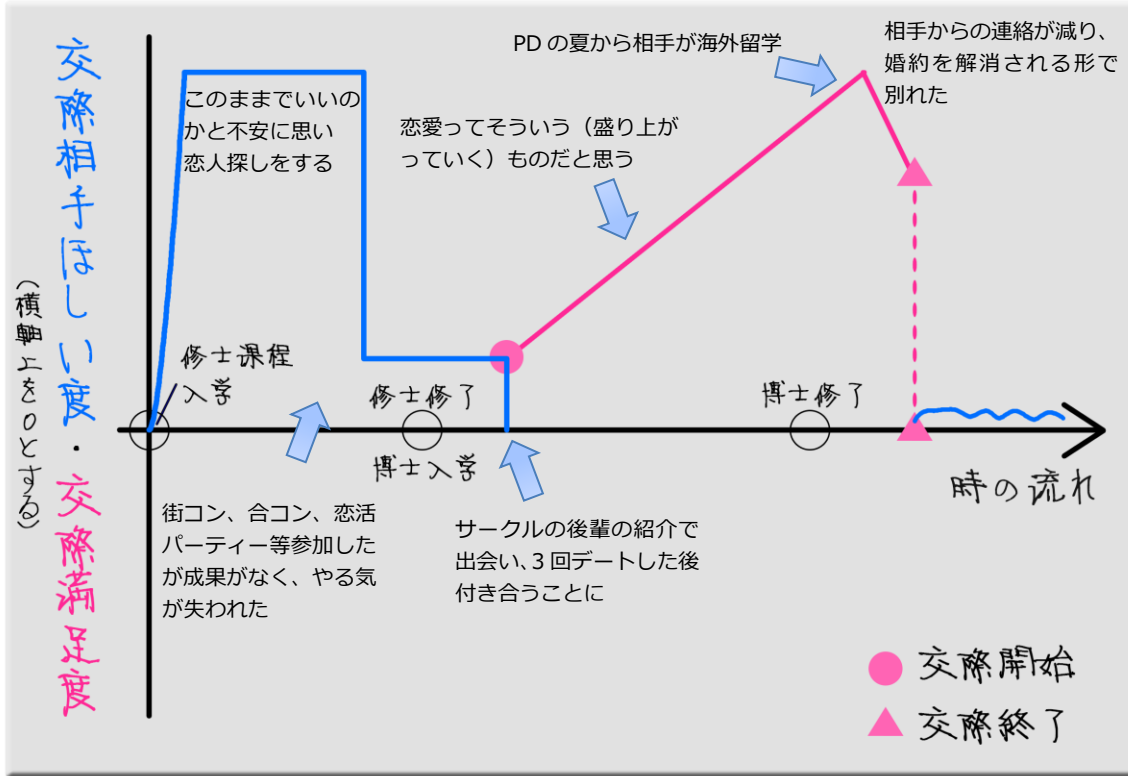 交際相手ほしい度・交際満足度
（横軸上を０とする）
このままでいいの
かと不安に思い
恋人探しをする
PD の夏から相手が海外留学
相手からの連絡が減り、
婚約を解消される形で
別れた
恋愛ってそういう（盛り上が
っていく）ものだと思う
修士課程
入学
修士修了
博士入学
博士修了
時の流れ
街コン、合コン、恋活
パーティー等参加した
が成果がなく、やる気
が失われた
サークルの後輩の紹介で
出会い、3 回デートした後
付き合うことに
交際開始
交際終了